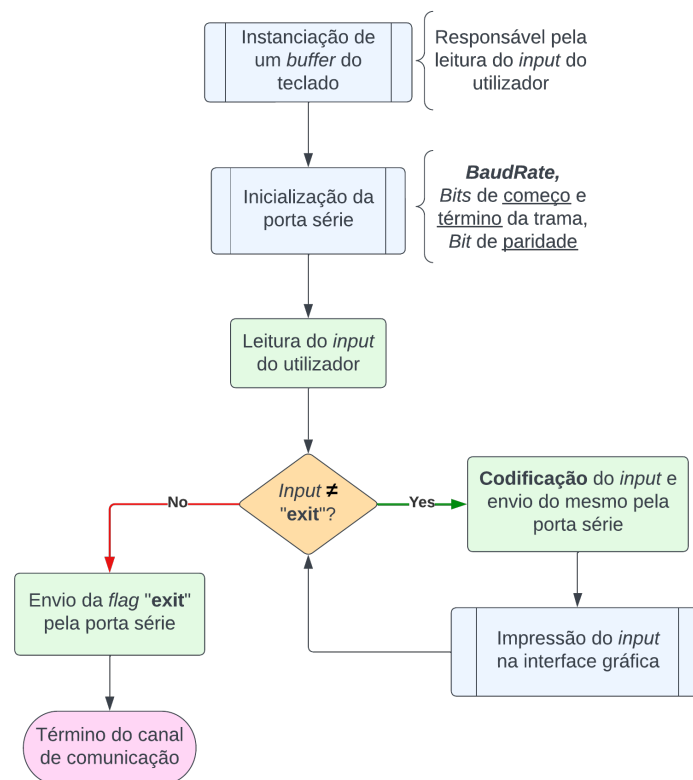 Instanciação de
um buffer do
teclado
Responsável pela
leitura do input do
utilizador
Inicialização da
porta série
BaudRate,
Bits de começo e
término da trama,
Bit de paridade
Leitura do input
do utilizador
Input ≠
"exit"?
No
Yes
Codificação do input e
envio do mesmo pela
porta série
Envio da flag "exit"
pela porta série
Impressão do input
na interface gráfica
Término do canal
de comunicação